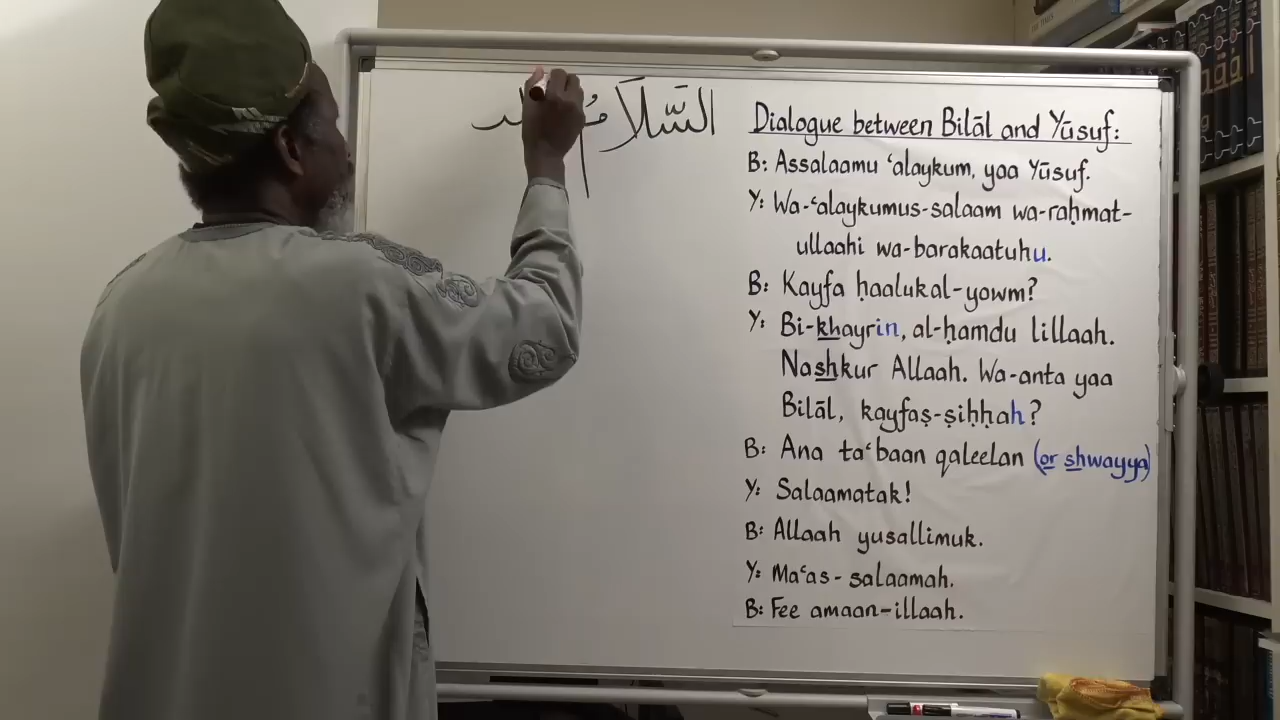 السَّلَامُ
Dialogue between Bilāl and Yūsuf:
B: Assalaamu ‘alaykum, yaa Yūsuf.
Y: Wa-‘alaykumus-salaam wa-raḥmat-
ullaahi wa-barakaatuhu.
B: Kayfa ḥaalukal-yowm?
Y: Bi-khayrin, al-ḥamdu lillaah.
Nashkur Allaah. Wa-anta yaa
Bilāl, kayfaṣ-ṣiḥḥah?
B: Ana ta‘baan qaleelan (or shwayya)
Y: Salaamatak!
B: Allaah yusallimuk.
Y: Ma‘as-salaamah.
B: Fee amaan-illaah.